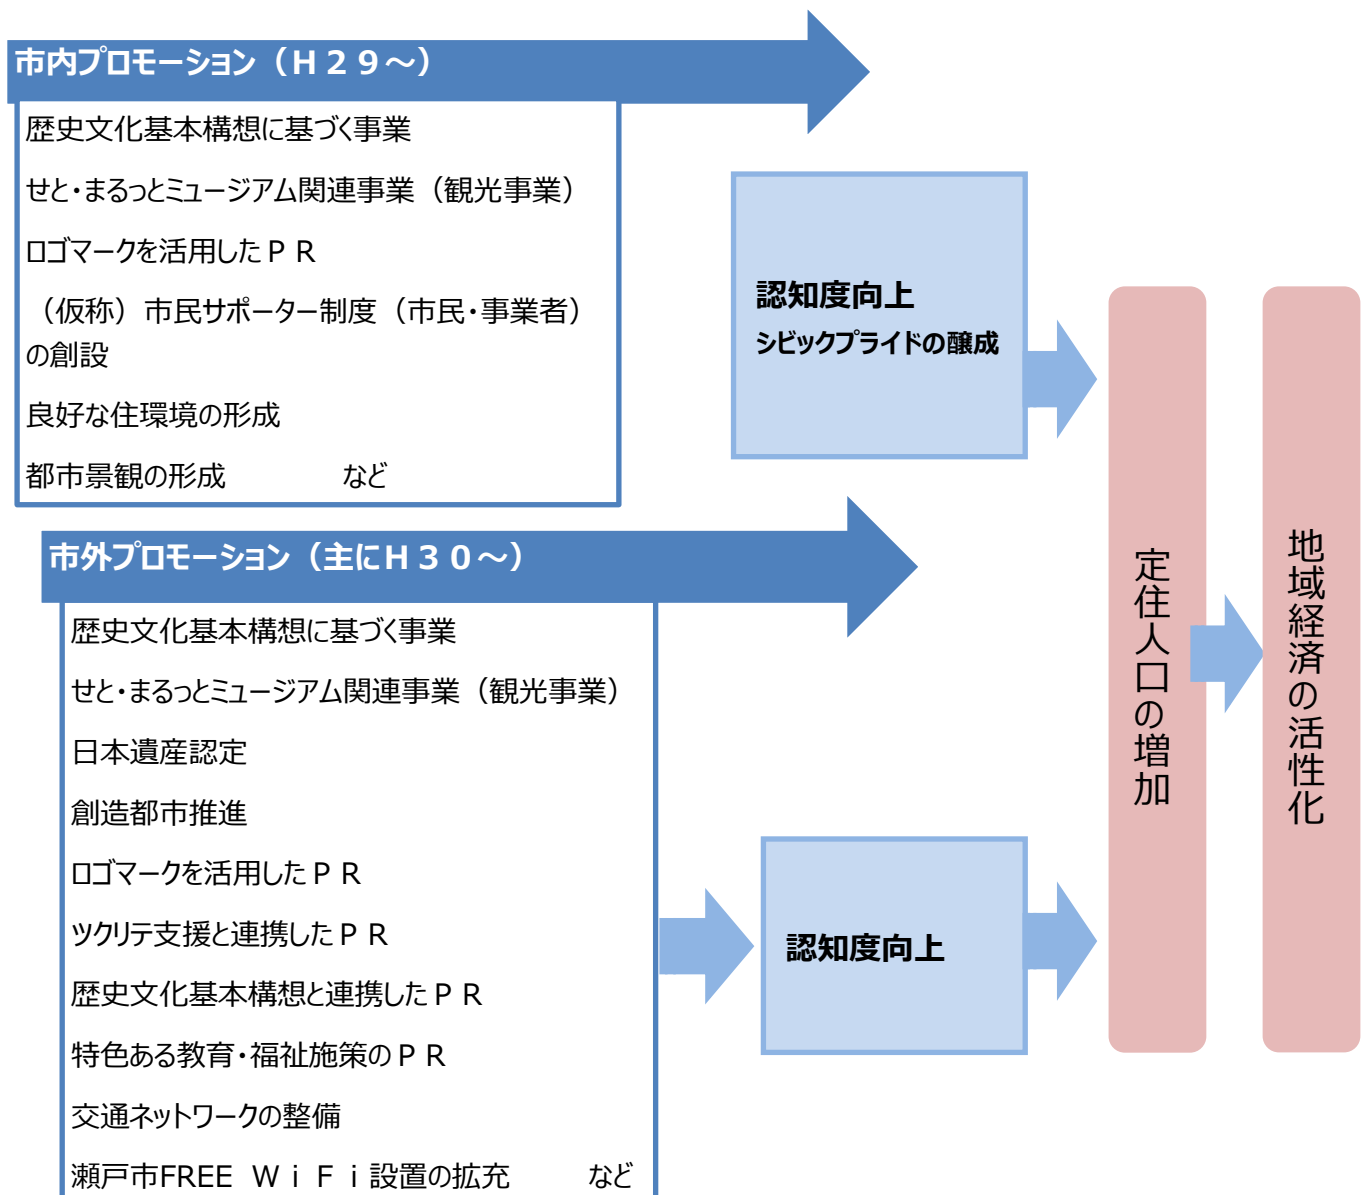 市内プロモーション（Ｈ２９～）
歴史文化基本構想に基づく事業
せと・まるっとミュージアム関連事業（観光事業）
ロゴマークを活用したＰＲ
（仮称）市民サポーター制度（市民・事業者）
の創設
良好な住環境の形成
都市景観の形成　　　　など
認知度向上
シビックプライドの醸成
市外プロモーション（主にＨ３０～）
歴史文化基本構想に基づく事業
せと・まるっとミュージアム関連事業（観光事業）
日本遺産認定
創造都市推進
ロゴマークを活用したＰＲ
ツクリテ支援と連携したＰＲ
歴史文化基本構想と連携したＰＲ
特色ある教育・福祉施策のＰＲ
交通ネットワークの整備
瀬戸市FREE ＷｉＦｉ設置の拡充　　　など
認知度向上
定住人口の増加
地域経済の活性化